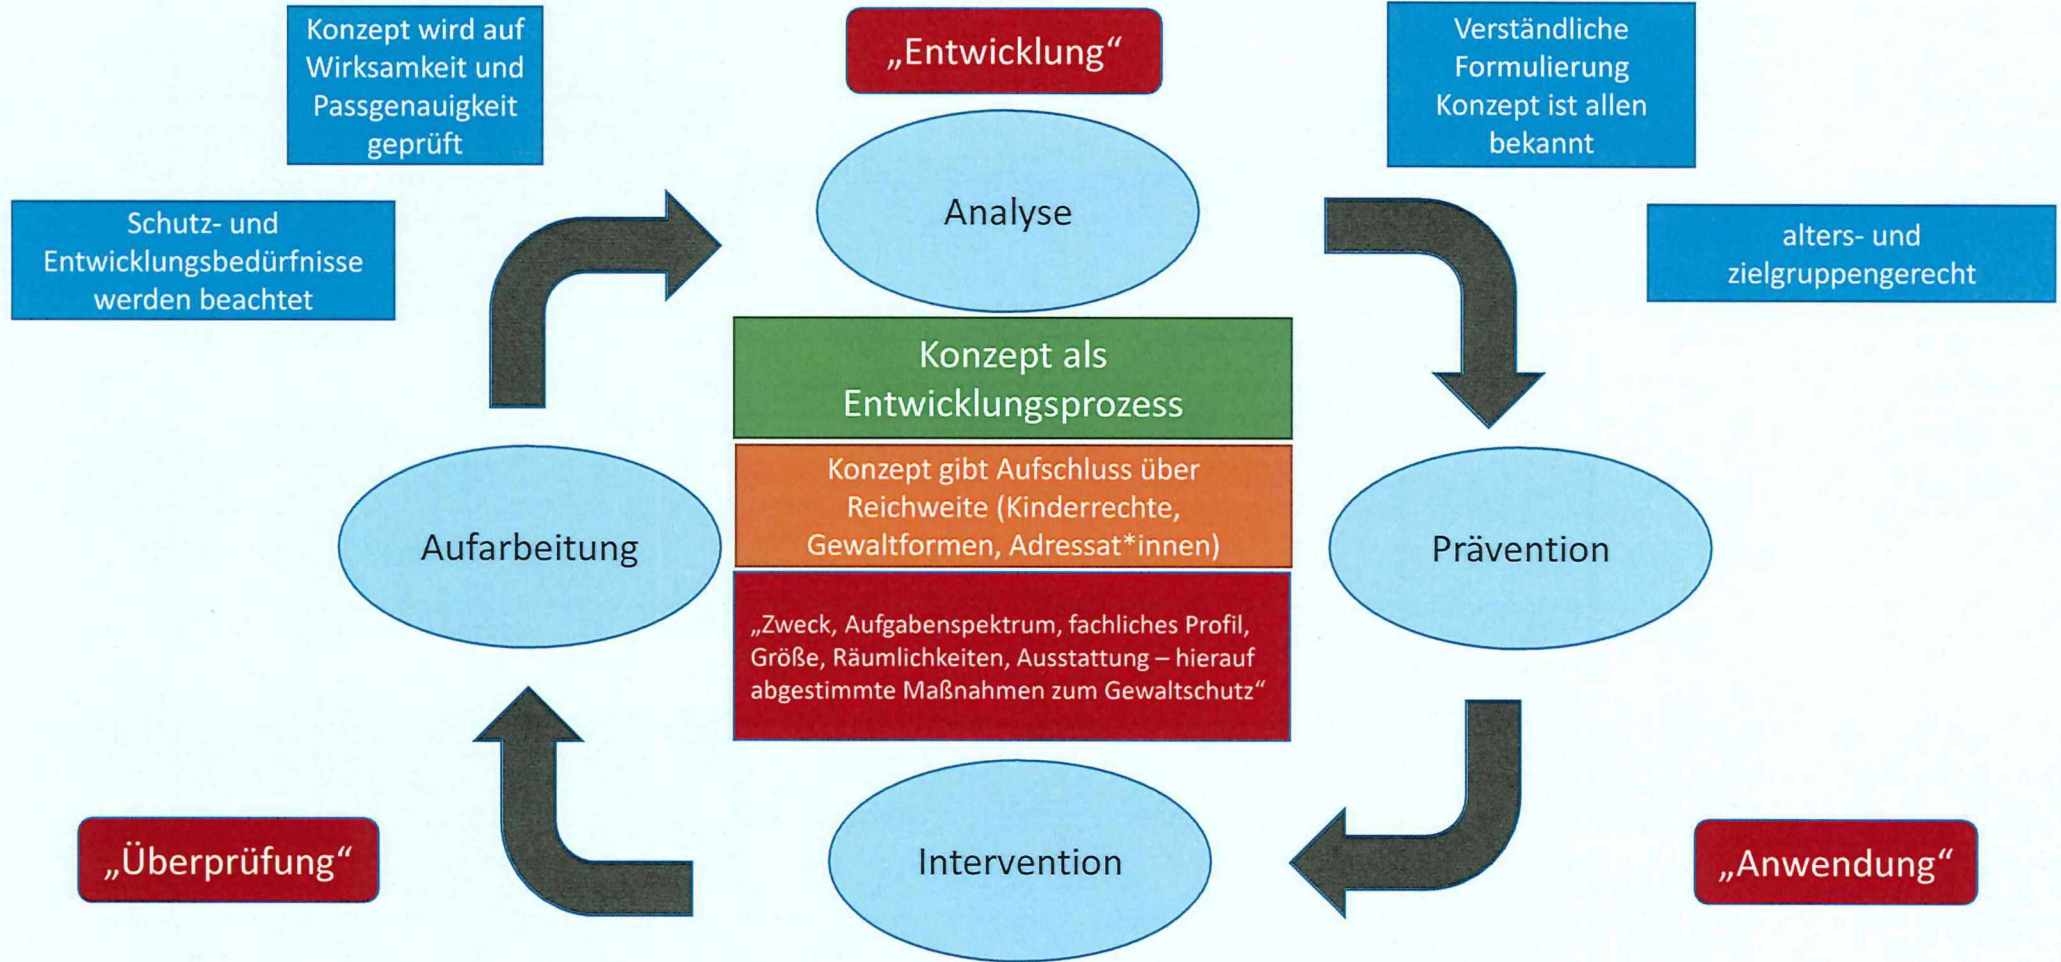 Konzept wird auf
Wirksamkeit und
Passgenauigkeit
geprüft
„Entwicklung“
Verständliche
Formulierung
Konzept ist allen
bekannt
Schutz- und
Entwicklungsbedürfnisse
werden beachtet
Analyse
alters- und
zielgruppengerecht
Konzept als
Entwicklungsprozess
Konzept gibt Aufschluss über
Reichweite (Kinderrechte,
Gewaltformen, Adressat*innen)
Aufarbeitung
Prävention
„Zweck, Aufgabenspektrum, fachliches Profil,
Größe, Räumlichkeiten, Ausstattung – hierauf
abgestimmte Maßnahmen zum Gewaltschutz“
„Überprüfung“
Intervention
„Anwendung“